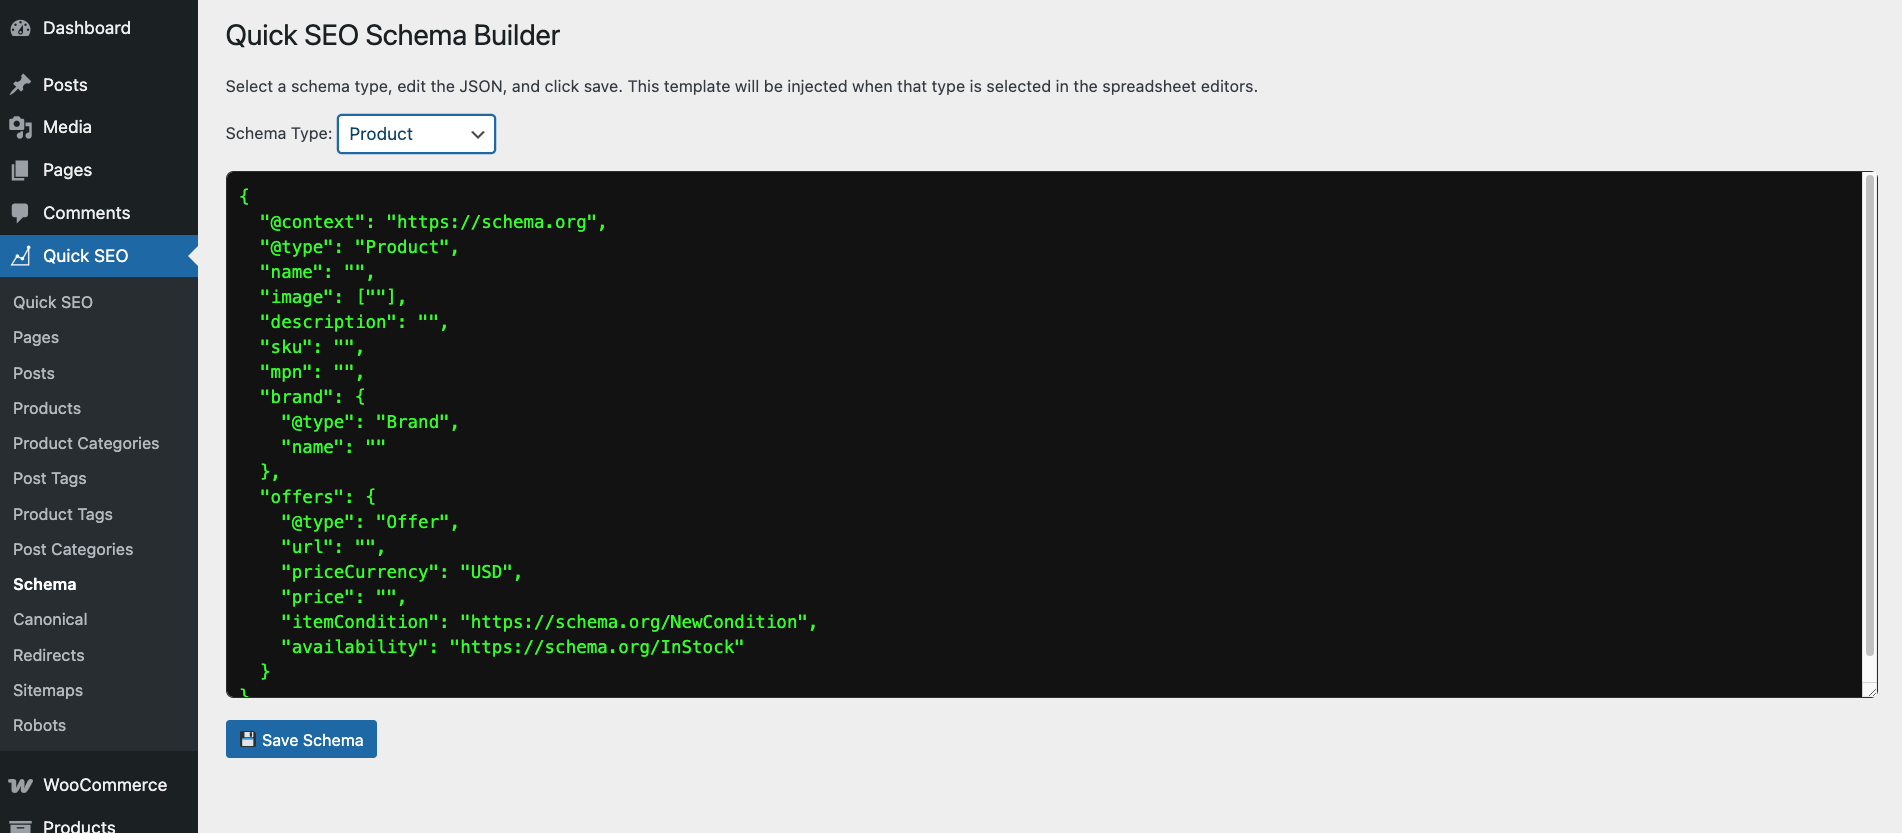 Dashboard
Posts
Media
Pages
Comments
Quick SEO
Quick SEO
Pages
Posts
Products
Product Categories
Post Tags
Product Tags
Post Categories
Schema
Canonical
Redirects
Sitemaps
Robots
WooCommerce
Products
Quick SEO Schema Builder
Select a schema type, edit the JSON, and click save. This template will be injected when that type is selected in the spreadsheet editors.
Schema Type: Product
{
  "@context": "https://schema.org",
  "@type": "Product",
  "name": "",
  "image": [""],
  "description": "",
  "sku": "",
  "mpn": "",
  "brand": {
    "@type": "Brand",
    "name": ""
  },
  "offers": {
    "@type": "Offer",
    "url": "",
    "priceCurrency": "USD",
    "price": "",
    "itemCondition": "https://schema.org/NewCondition",
    "availability": "https://schema.org/InStock"
  }
}
Save Schema